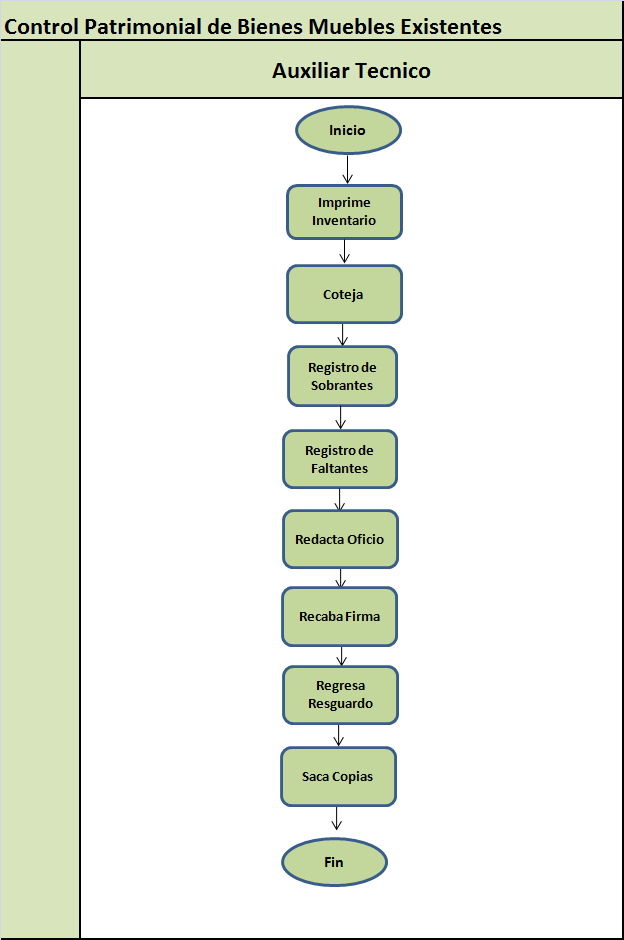 Control Patrimonial de Bienes Muebles Existentes
Auxiliar Tecnico
Inicio
Imprime
Inventario
Coteja
Registro de
Sobrantes
Registro de
Faltantes
Redacta Oficio
Recaba Firma
Regresa
Resguardo
Saca Copias
Fin